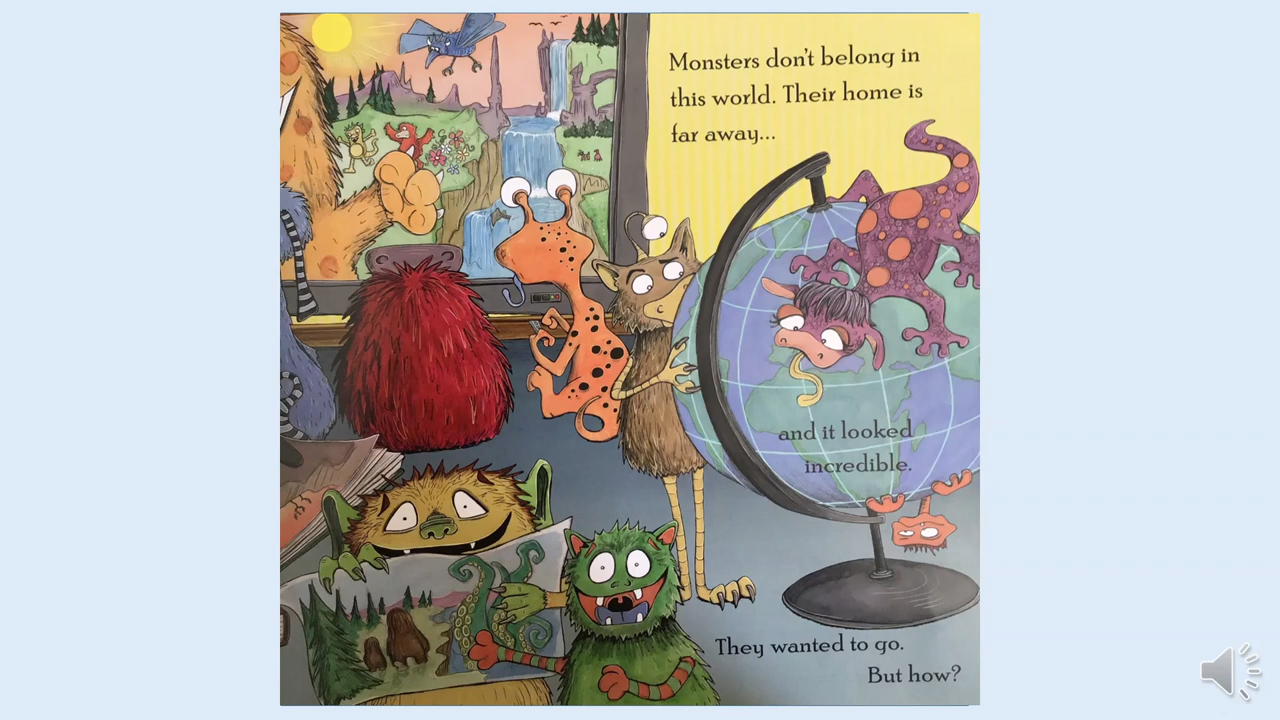 Monsters don't belong in
this world. Their home is
far away...
and it looked
incredible.
They wanted to go.
But how?